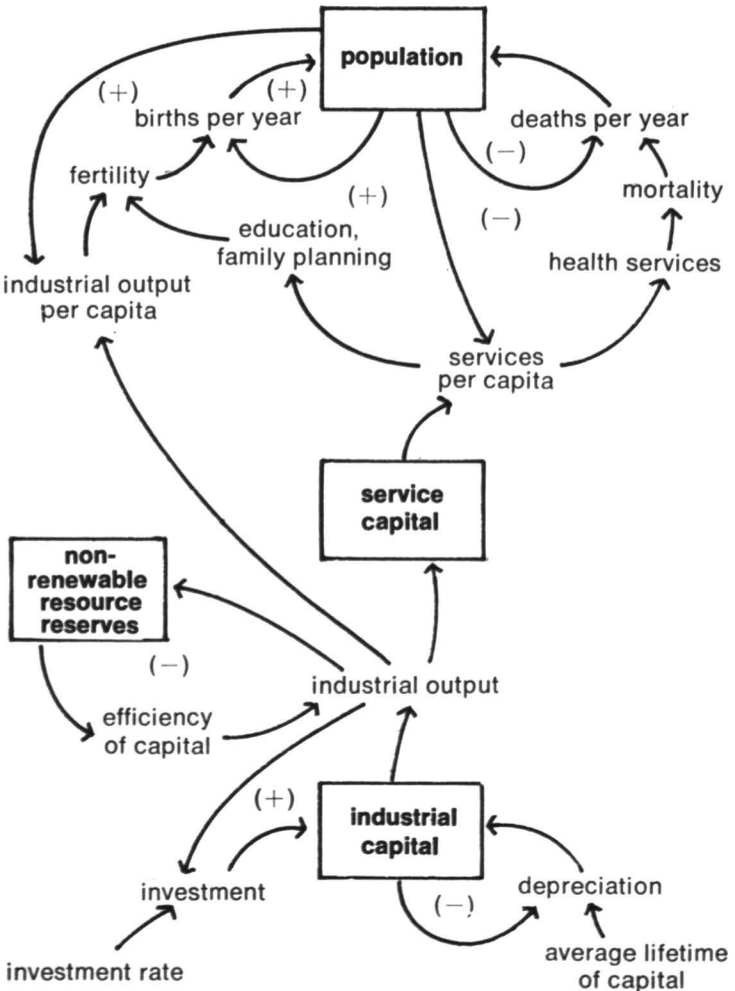 population
(+)
(+)
births per year
deaths per year
(−)
fertility
(+)
mortality
(−)
education,
family planning
health services
industrial output
per capita
services
per capita
service
capital
non-
renewable
resource
reserves
(−)
industrial output
efficiency
of capital
(+)
industrial
capital
investment
depreciation
(−)
average lifetime
of capital
investment rate